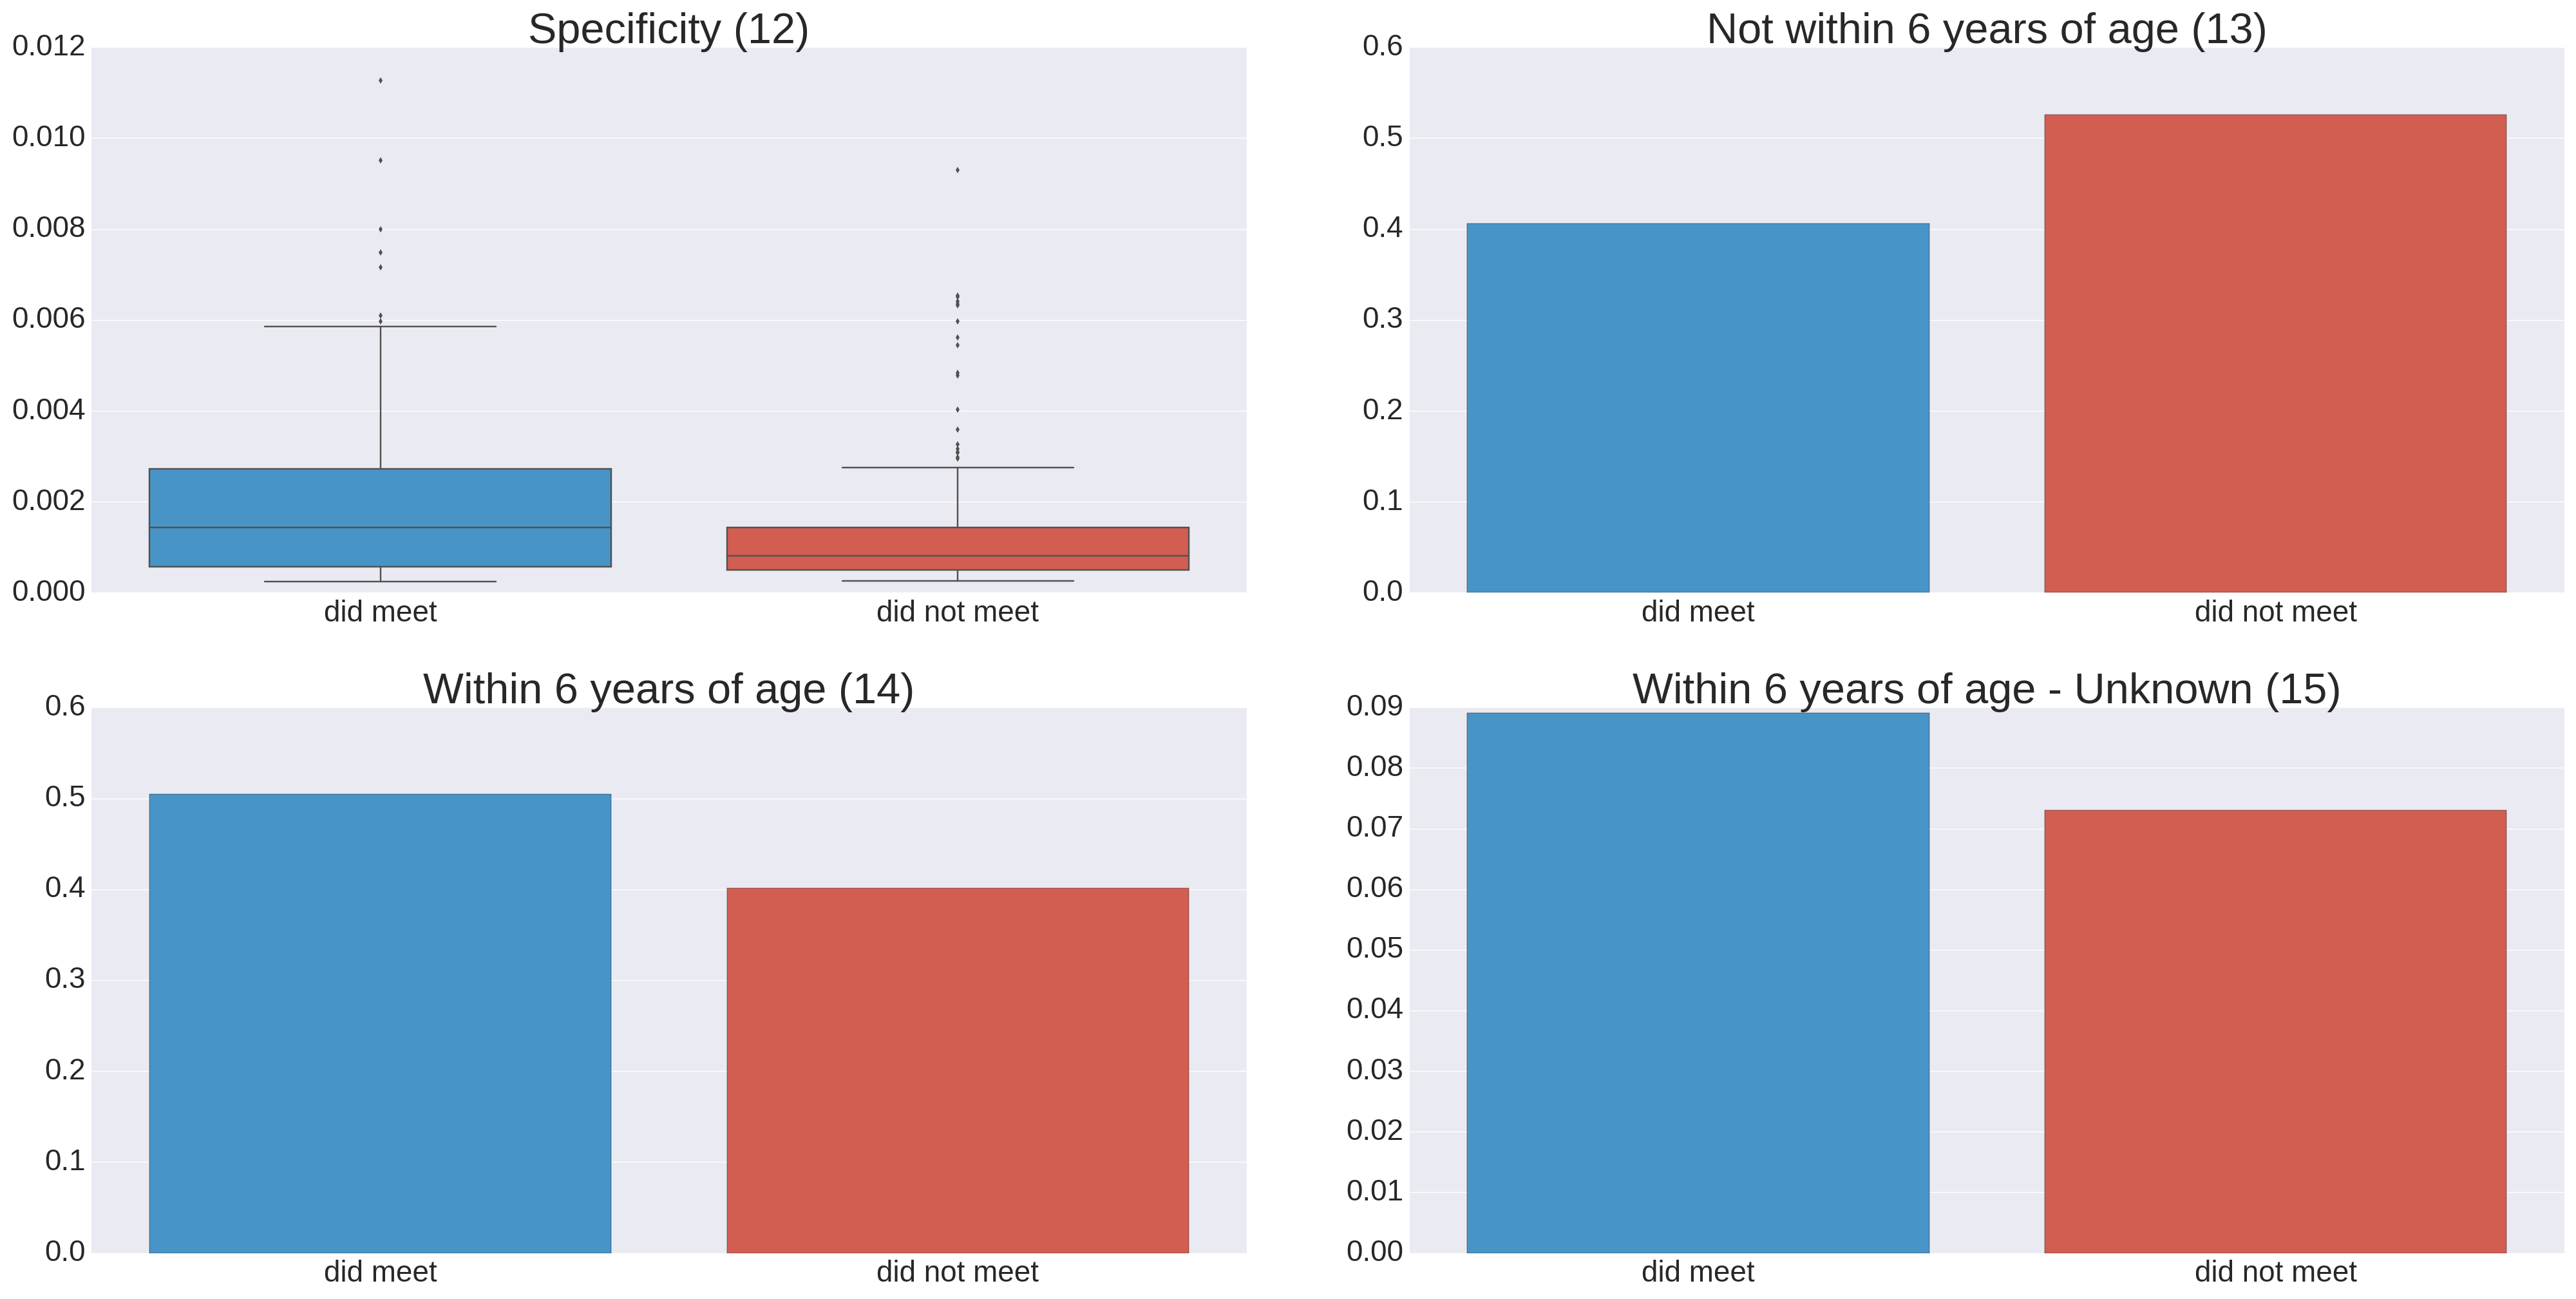 Specificity (12)
0.012
0.010
0.008
0.006
0.004
0.002
0.000
did meet
did not meet
Not within 6 years of age (13)
0.6
0.5
0.4
0.3
0.2
0.1
0.0
did meet
did not meet
Within 6 years of age (14)
0.6
0.5
0.4
0.3
0.2
0.1
0.0
did meet
did not meet
Within 6 years of age - Unknown (15)
0.09
0.08
0.07
0.06
0.05
0.04
0.03
0.02
0.01
0.00
did meet
did not meet